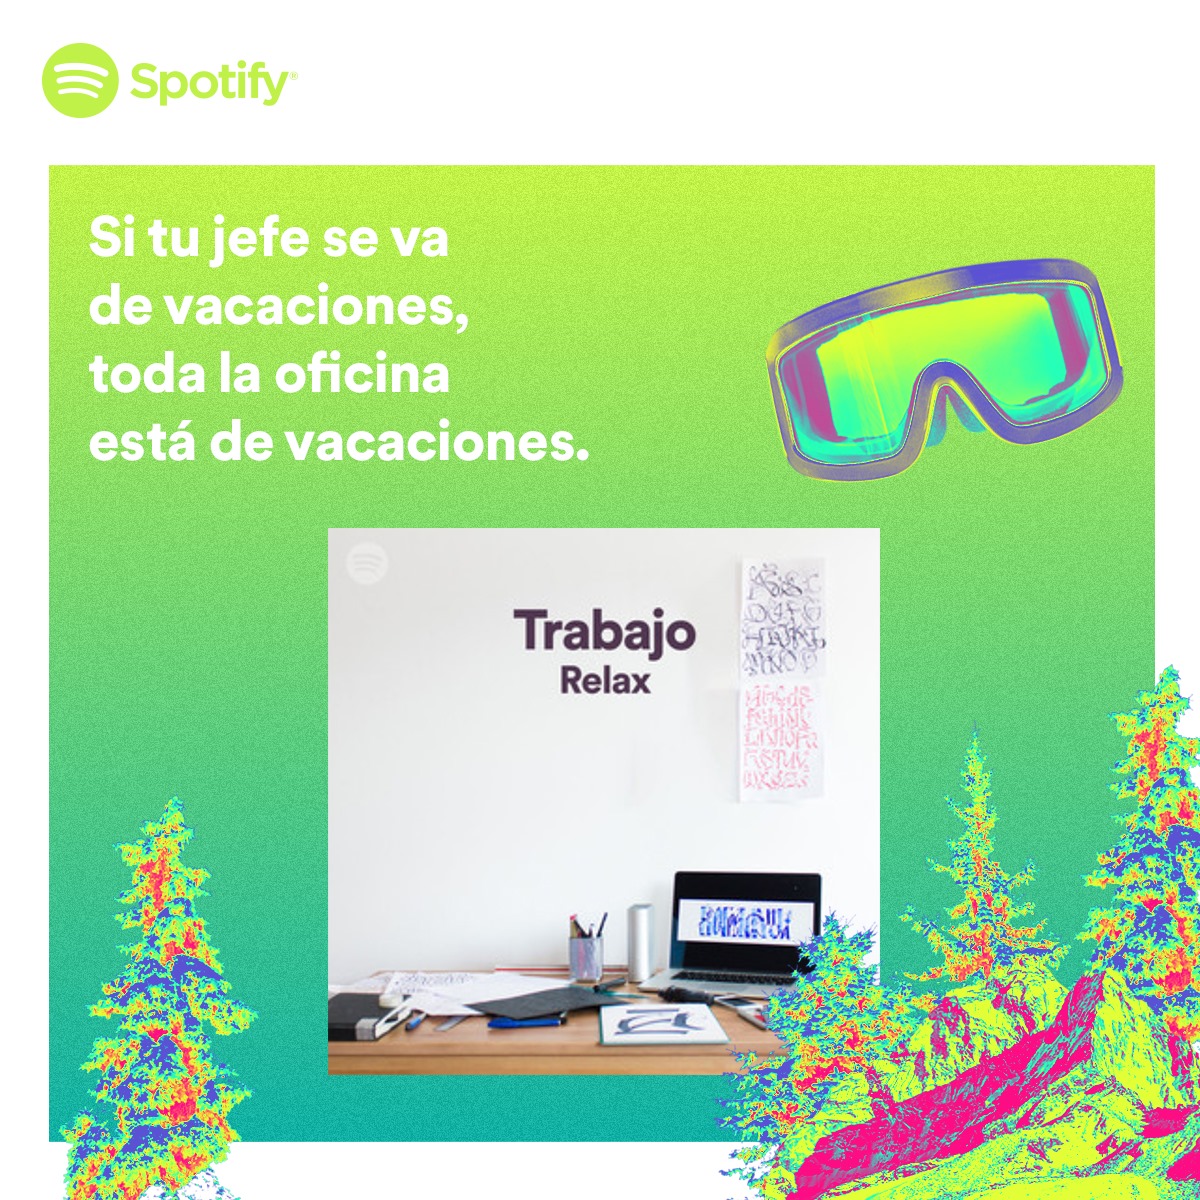 Spotify®
Si tu jefe se va
de vacaciones,
toda la oficina
está de vacaciones.
Trabajo
Relax